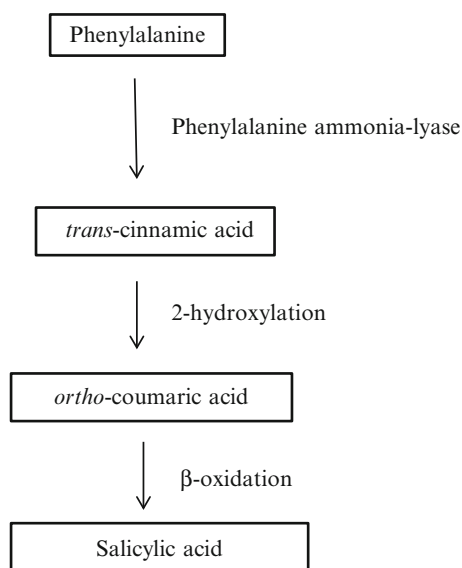 Phenylalanine
Phenylalanine ammonia-lyase
trans-cinnamic acid
2-hydroxylation
ortho-coumaric acid
β-oxidation
Salicylic acid